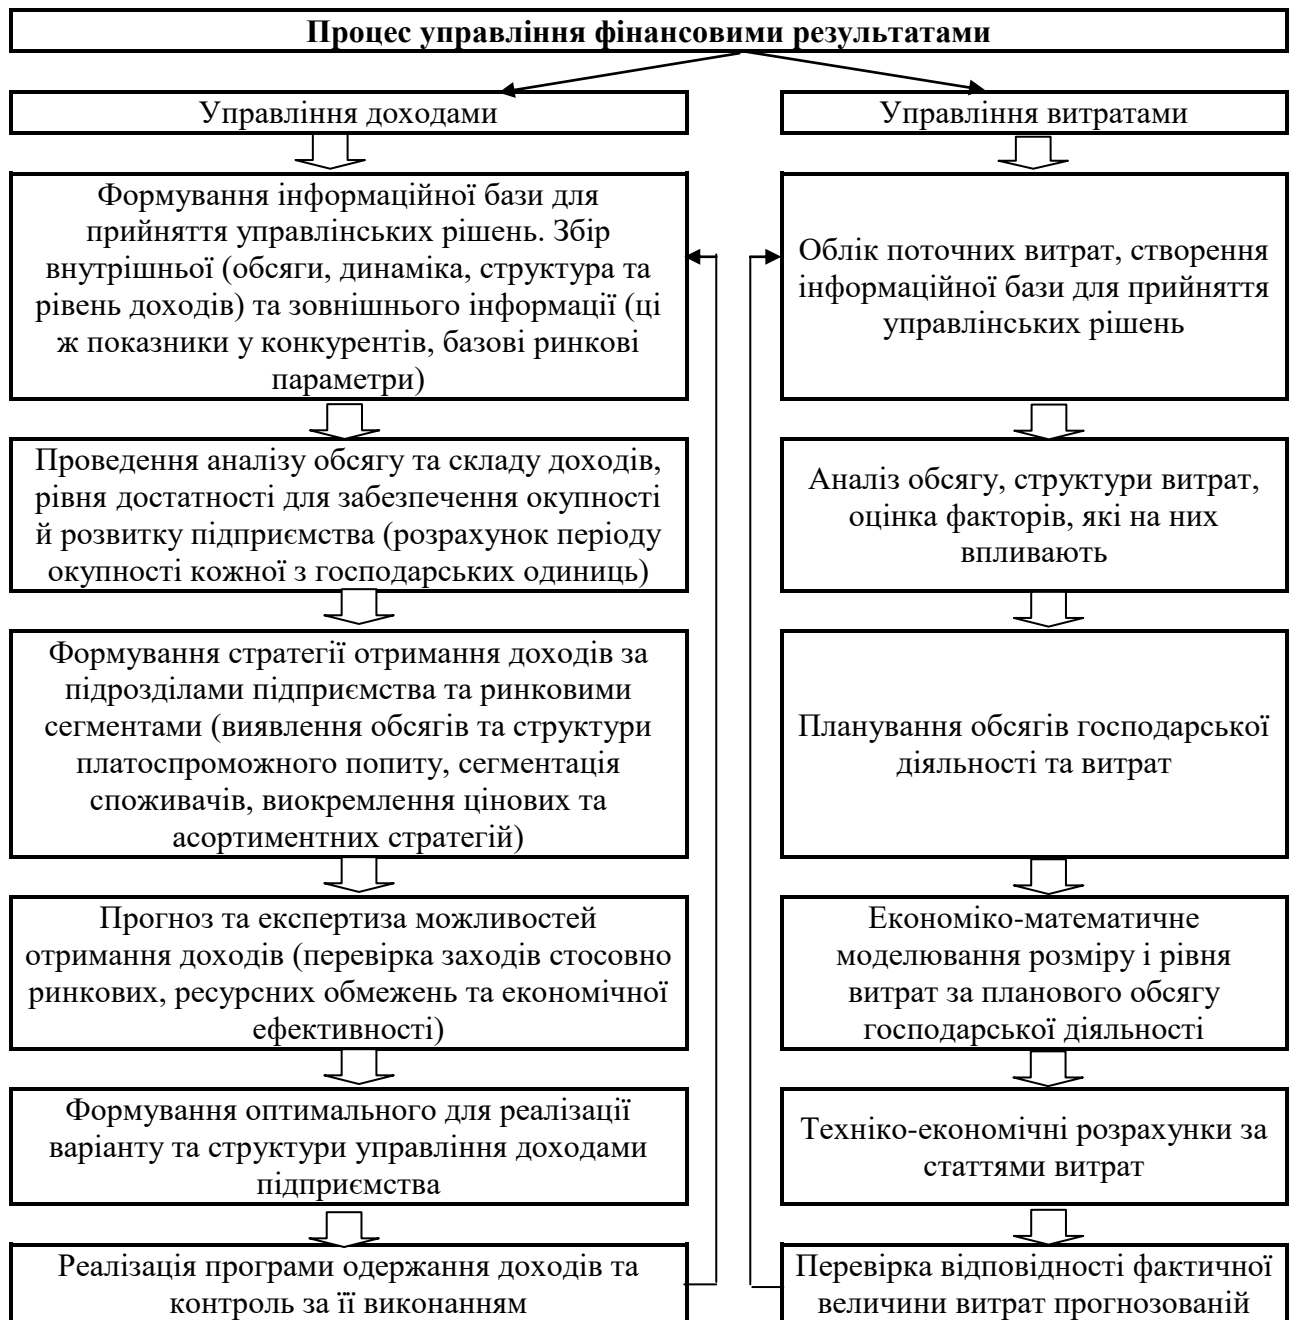 Процес управління фінансовими результатами
Управління доходами
Управління витратами
Формування інформаційної бази для
прийняття управлінських рішень. Збір
внутрішньої (обсяги, динаміка, структура та
рівень доходів) та зовнішнього інформації (ці
ж показники у конкурентів, базові ринкові
параметри)
Облік поточних витрат, створення
інформаційної бази для прийняття
управлінських рішень
Проведення аналізу обсягу та складу доходів,
рівня достатності для забезпечення окупності
й розвитку підприємства (розрахунок періоду
окупності кожної з господарських одиниць)
Аналіз обсягу, структури витрат,
оцінка факторів, які на них
впливають
Формування стратегії отримання доходів за
підрозділами підприємства та ринковими
сегментами (виявлення обсягів та структури
платоспроможного попиту, сегментація
споживачів, виокремлення цінових та
асортиментних стратегій)
Планування обсягів господарської
діяльності та витрат
Прогноз та експертиза можливостей
отримання доходів (перевірка заходів стосовно
ринкових, ресурсних обмежень та економічної
ефективності)
Економіко-математичне
моделювання розміру і рівня
витрат за планового обсягу
господарської діяльності
Формування оптимального для реалізації
варіанту та структури управління доходами
підприємства
Техніко-економічні розрахунки за
статтями витрат
Реалізація програми одержання доходів та
контроль за її виконанням
Перевірка відповідності фактичної
величини витрат прогнозованій